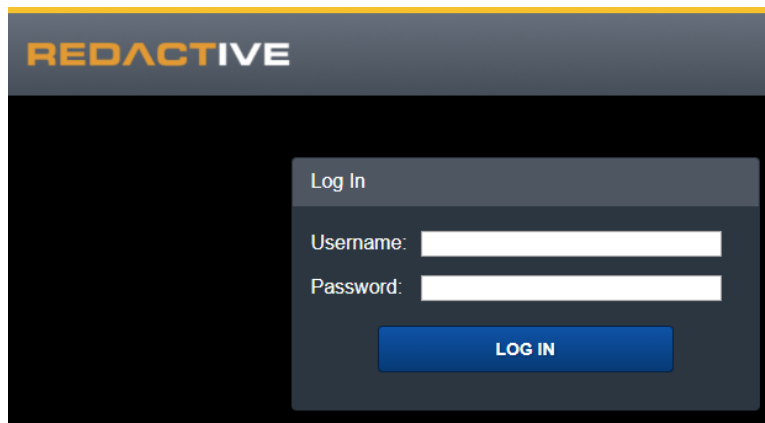 REDACTIVE
Log In
Username:
Password:
LOG IN